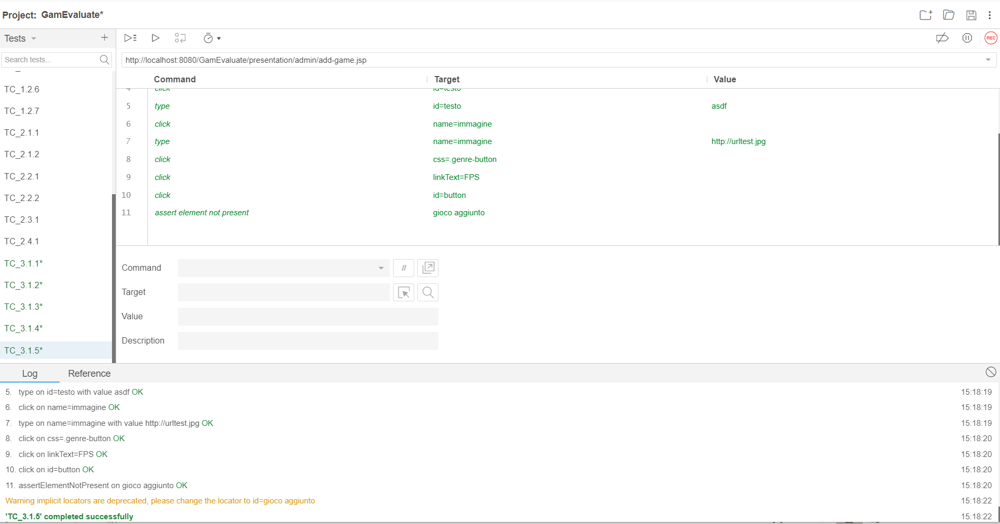 Project: GamEvaluate*
Tests
Search tests...
http://localhost:8080/GamEvaluate/presentation/admin/add-game.jsp
REC
Command Target Value
4 click id=testo
5 type id=testo asdf
6 click name=immagine
7 type name=immagine http://urltest.jpg
8 click css=.genre-button
9 click linkText=FPS
10 click id=button
11 assert element not present gioco aggiunto
TC_1.2.6
TC_1.2.7
TC_2.1.1
TC_2.1.2
TC_2.2.1
TC_2.2.2
TC_2.3.1
TC_2.4.1
TC_3.1.1*
TC_3.1.2*
TC_3.1.3*
TC_3.1.4*
TC_3.1.5*
Command //
Target
Value
Description
Log Reference
5. type on id=testo with value asdf OK 15:18:19
6. click on name=immagine OK 15:18:19
7. type on name=immagine with value http://urltest.jpg OK 15:18:19
8. click on css=.genre-button OK 15:18:20
9. click on linkText=FPS OK 15:18:20
10. click on id=button OK 15:18:20
11. assertElementNotPresent on gioco aggiunto OK 15:18:20
Warning implicit locators are deprecated, please change the locator to id=gioco aggiunto 15:18:22
'TC_3.1.5' completed successfully 15:18:22